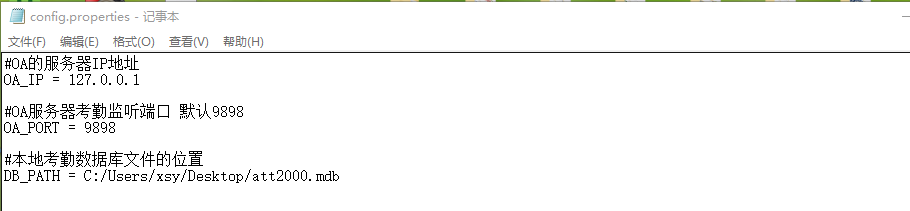 config.properties - 记事本
文件(F) 编辑(E) 格式(O) 查看(V) 帮助(H)
#OA的服务器IP地址
OA_IP = 127.0.0.1
#OA服务器考勤监听端口 默认9898
OA_PORT = 9898
#本地考勤数据库文件的位置
DB_PATH = C:/Users/xsy/Desktop/att2000.mdb